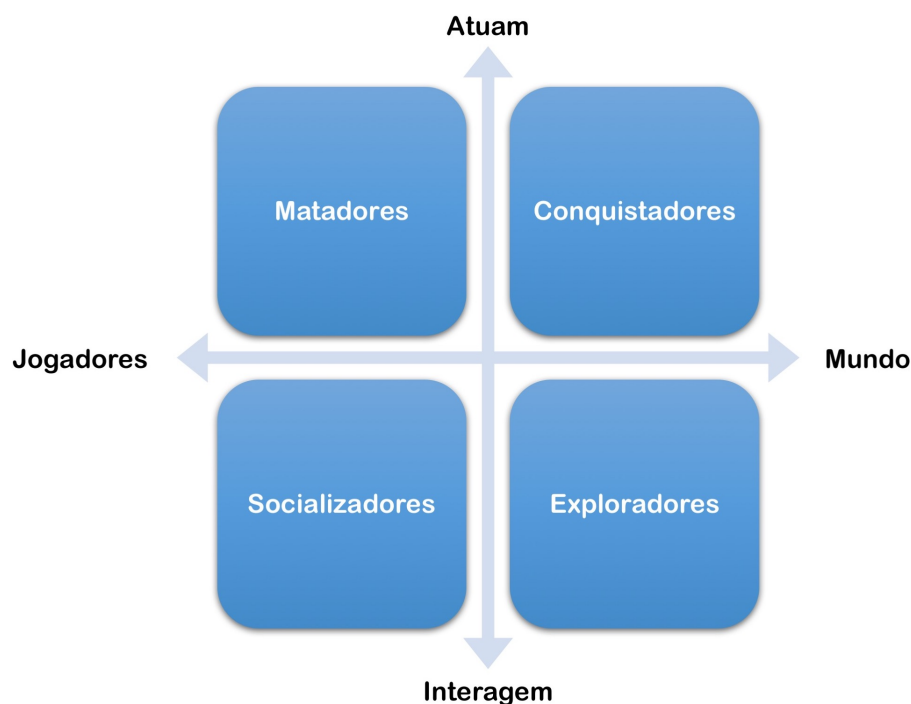 Atuam
Matadores
Conquistadores
Jogadores
Mundo
Socializadores
Exploradores
Interagem